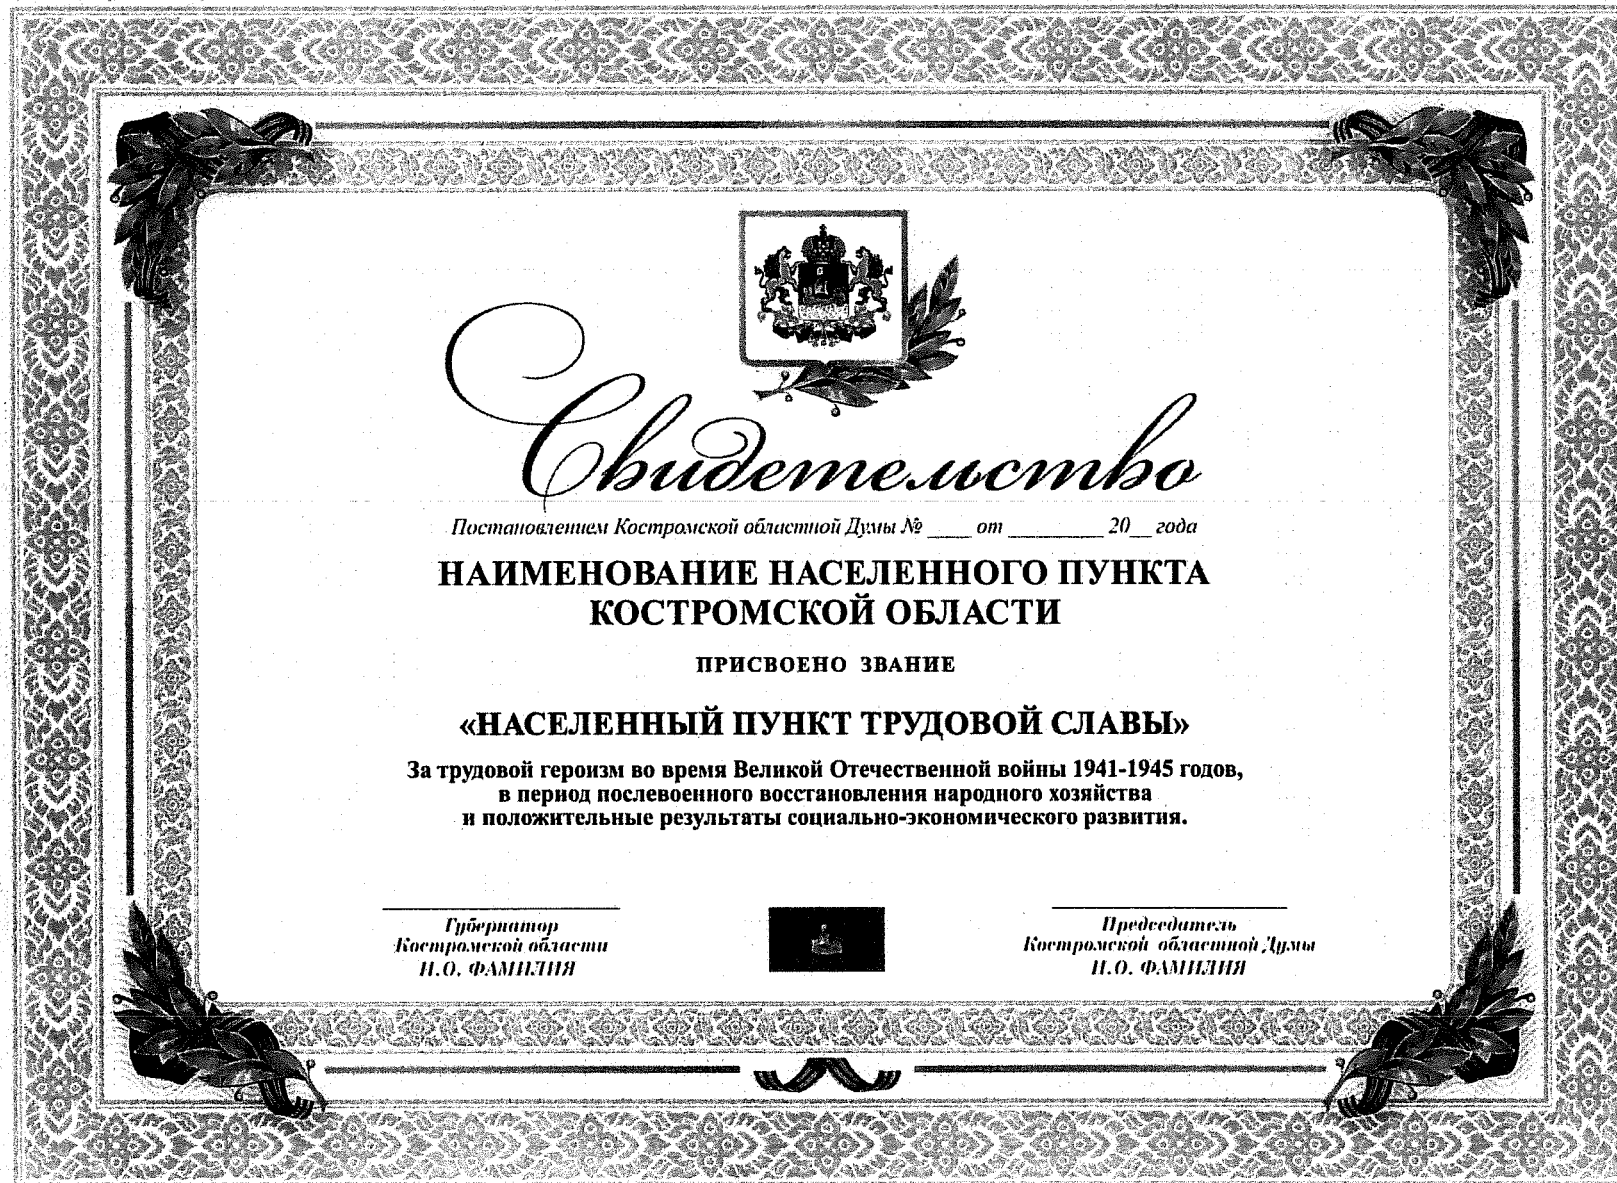 Свидетельство
Постановлением Костромской областной Думы № ____ от _________ 20__ года
НАИМЕНОВАНИЕ НАСЕЛЕННОГО ПУНКТА
КОСТРОМСКОЙ ОБЛАСТИ
ПРИСВОЕНО ЗВАНИЕ
«НАСЕЛЕННЫЙ ПУНКТ ТРУДОВОЙ СЛАВЫ»
За трудовой героизм во время Великой Отечественной войны 1941-1945 годов,
в период послевоенного восстановления народного хозяйства
и положительные результаты социально-экономического развития.
Губернатор
Костромской области
И.О. ФАМИЛИЯ
Председатель
Костромской областной Думы
И.О. ФАМИЛИЯ